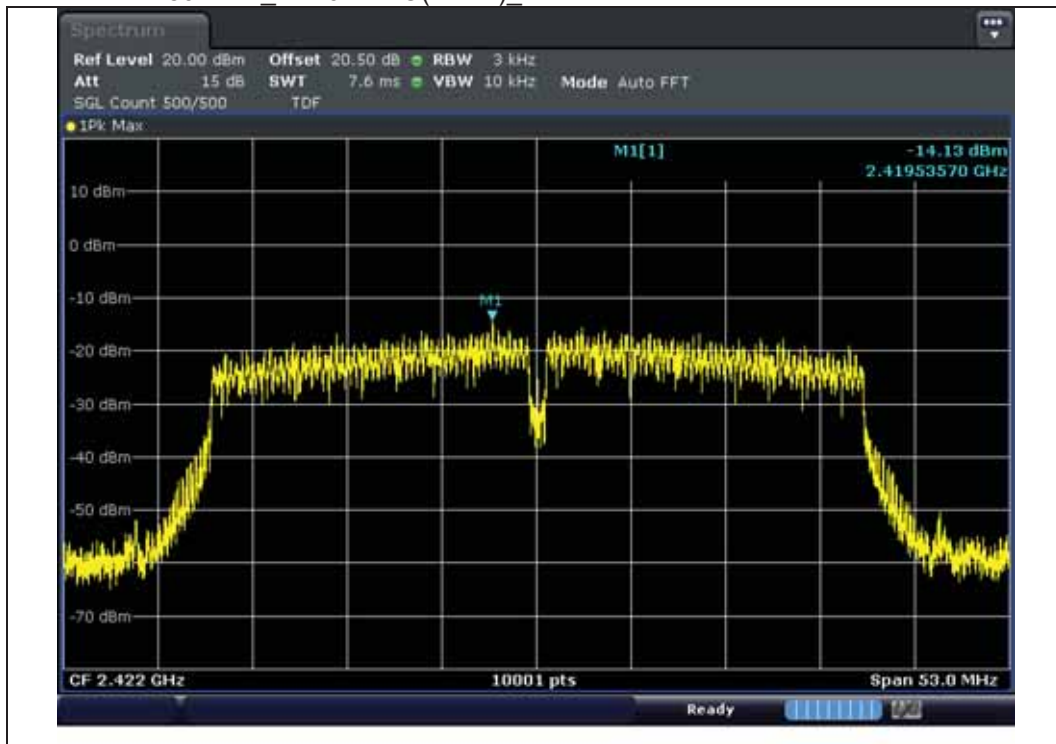 Spectrum
Ref Level 20.00 dBm Offset 20.50 dB RBW 3 kHz
Att 15 dB SWT 7.6 ms VBW 10 kHz Mode Auto FFT
SGL Count 500/500 TDF
1Pk Max
M1[1] -14.13 dBm
2.41953570 GHz
10 dBm
0 dBm
-10 dBm
M1
-20 dBm
-30 dBm
-40 dBm
-50 dBm
-70 dBm
CF 2.422 GHz 10001 pts Span 53.0 MHz
Ready